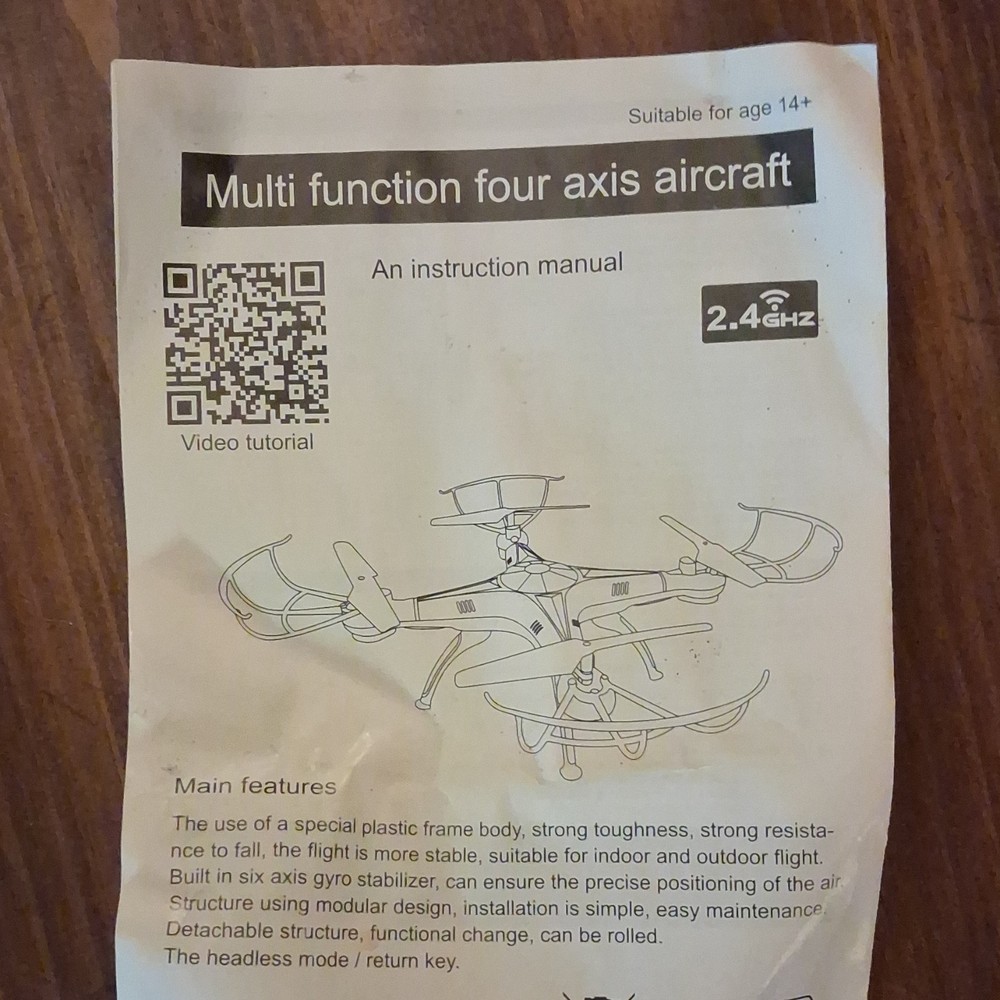 Suitable for age 14+
Multi function four axis aircraft
An instruction manual
2.4GHZ
Video tutorial
Main features
The use of a special plastic frame body, strong toughness, strong resista-
nce to fall, the flight is more stable, suitable for indoor and outdoor flight.
Built in six axis gyro stabilizer, can ensure the precise positioning of the air.
Structure using modular design, installation is simple, easy maintenance.
Detachable structure, functional change, can be rolled.
The headless mode / return key.